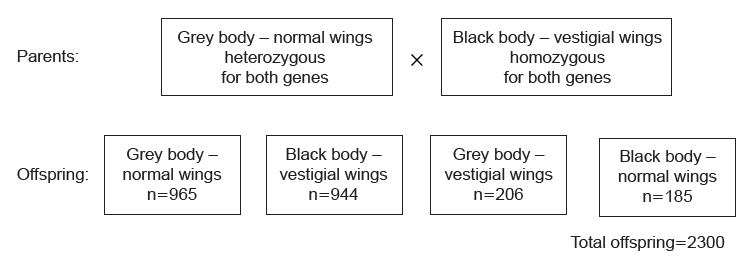 Parents:
Grey body – normal wings
heterozygous
for both genes
×
Black body – vestigial wings
homozygous
for both genes
Offspring:
Grey body –
normal wings
n=965
Black body –
vestigial wings
n=944
Grey body –
vestigial wings
n=206
Black body –
normal wings
n=185
Total offspring=2300